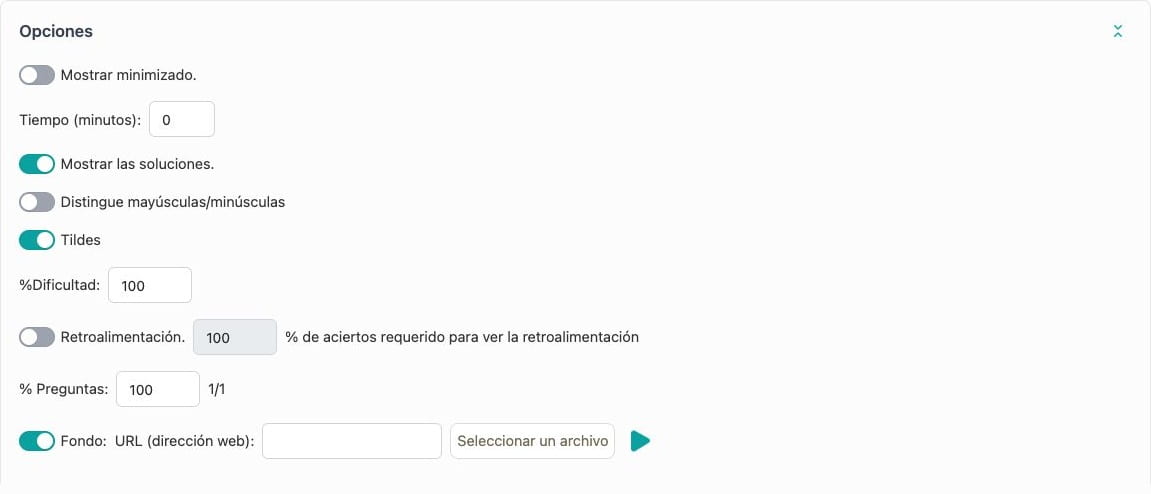 Opciones
Mostrar minimizado.
Tiempo (minutos): 0
Mostrar las soluciones.
Distingue mayúsculas/minúsculas
Tildes
%Dificultad: 100
Retroalimentación. 100 % de aciertos requerido para ver la retroalimentación
% Preguntas: 100 1/1
Fondo: URL (dirección web): Seleccionar un archivo